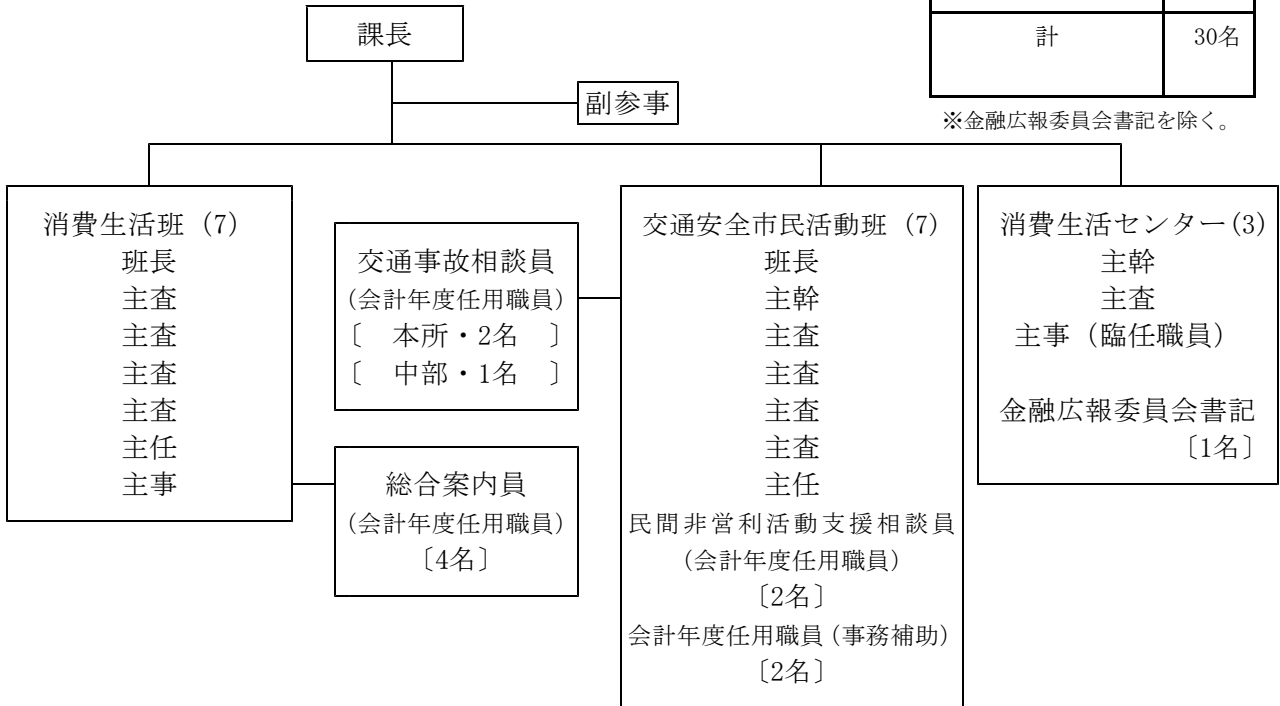 課長
副参事
計 30名
※金融広報委員会書記を除く。
消費生活班（7）
班長
主査
主査
主査
主査
主任
主事
交通事故相談員
(会計年度任用職員)
〔　本所・2名　〕
〔　中部・1名　〕
総合案内員
(会計年度任用職員)
〔4名〕
交通安全市民活動班（7）
班長
主幹
主査
主査
主査
主査
主任
民間非営利活動支援相談員
（会計年度任用職員）
〔2名〕
会計年度任用職員（事務補助）
〔2名〕
消費生活センター(3)
主幹
主査
主事（臨任職員）
金融広報委員会書記
〔1名〕